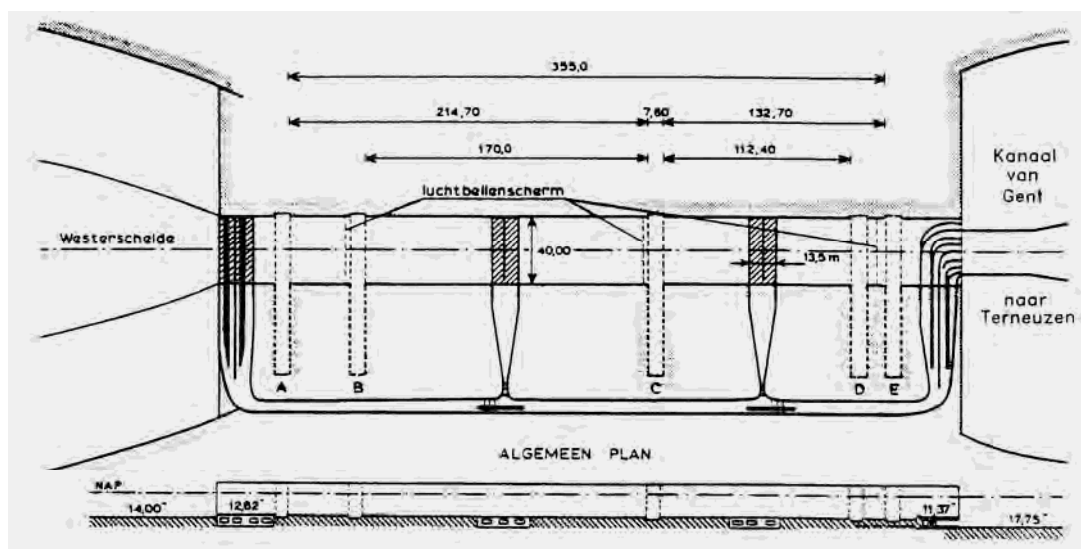 355,0
214,70
7,60
132,70
170,0
112,40
Kanaal
van
Gent
luchtbellenscherm
Westerschelde
40,00
13,5 m
naar
Terneuzen
A
B
C
D
E
ALGEMEEN PLAN
NAP
14,00-
12,82-
11,37-
17,75-